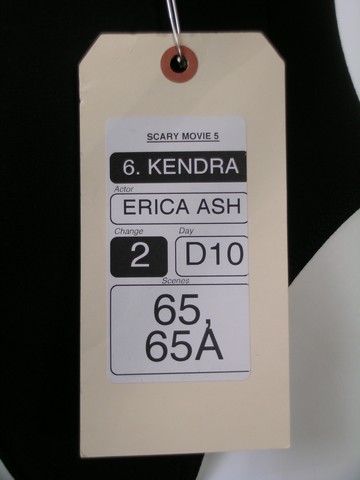 SCARY MOVIE 5
6. KENDRA
Actor
ERICA ASH
Change Day
2 D10
Scenes
65,
65A